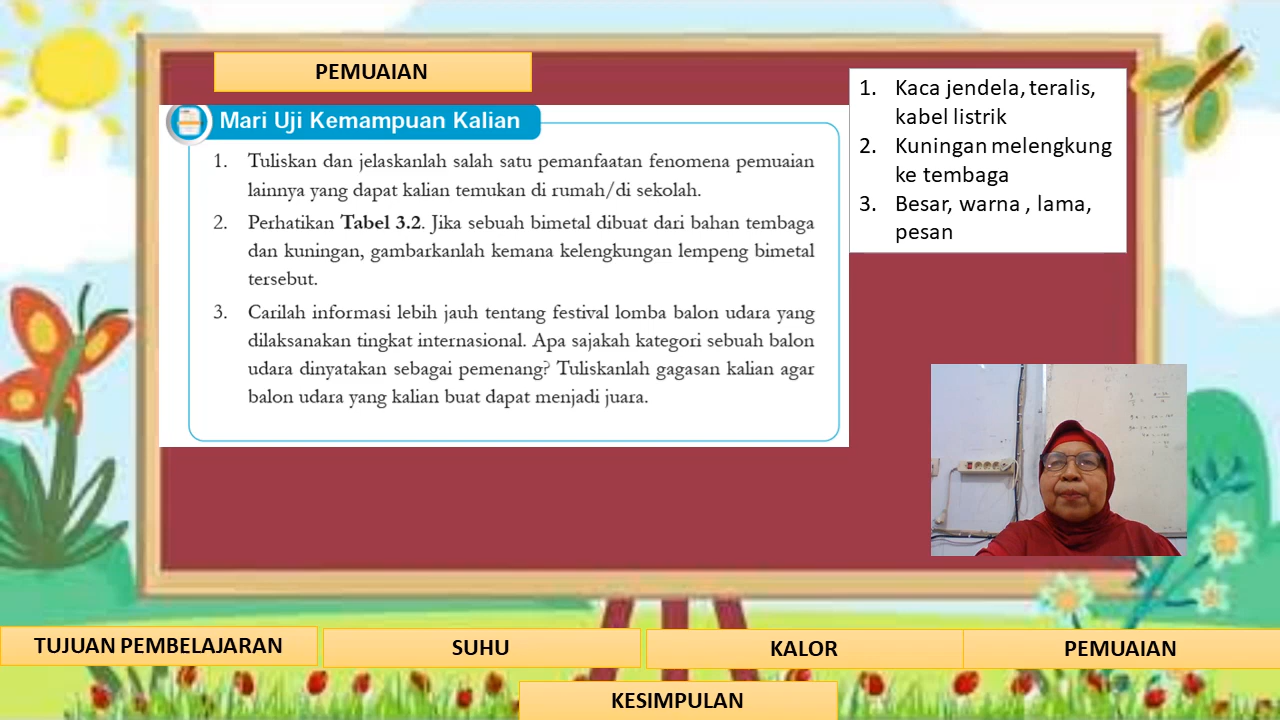 PEMUAIAN
Mari Uji Kemampuan Kalian
1. Tuliskan dan jelaskanlah salah satu pemanfaatan fenomena pemuaian
lainnya yang dapat kalian temukan di rumah/di sekolah.
2. Perhatikan Tabel 3.2. Jika sebuah bimetal dibuat dari bahan tembaga
dan kuningan, gambarkanlah kemana kelengkungan lempeng bimetal
tersebut.
3. Carilah informasi lebih jauh tentang festival lomba balon udara yang
dilaksanakan tingkat internasional. Apa sajakah kategori sebuah balon
udara dinyatakan sebagai pemenang? Tuliskanlah gagasan kalian agar
balon udara yang kalian buat dapat menjadi juara.
1. Kaca jendela, teralis,
kabel listrik
2. Kuningan melengkung
ke tembaga
3. Besar, warna , lama,
pesan
TUJUAN PEMBELAJARAN
SUHU
KALOR
PEMUAIAN
KESIMPULAN